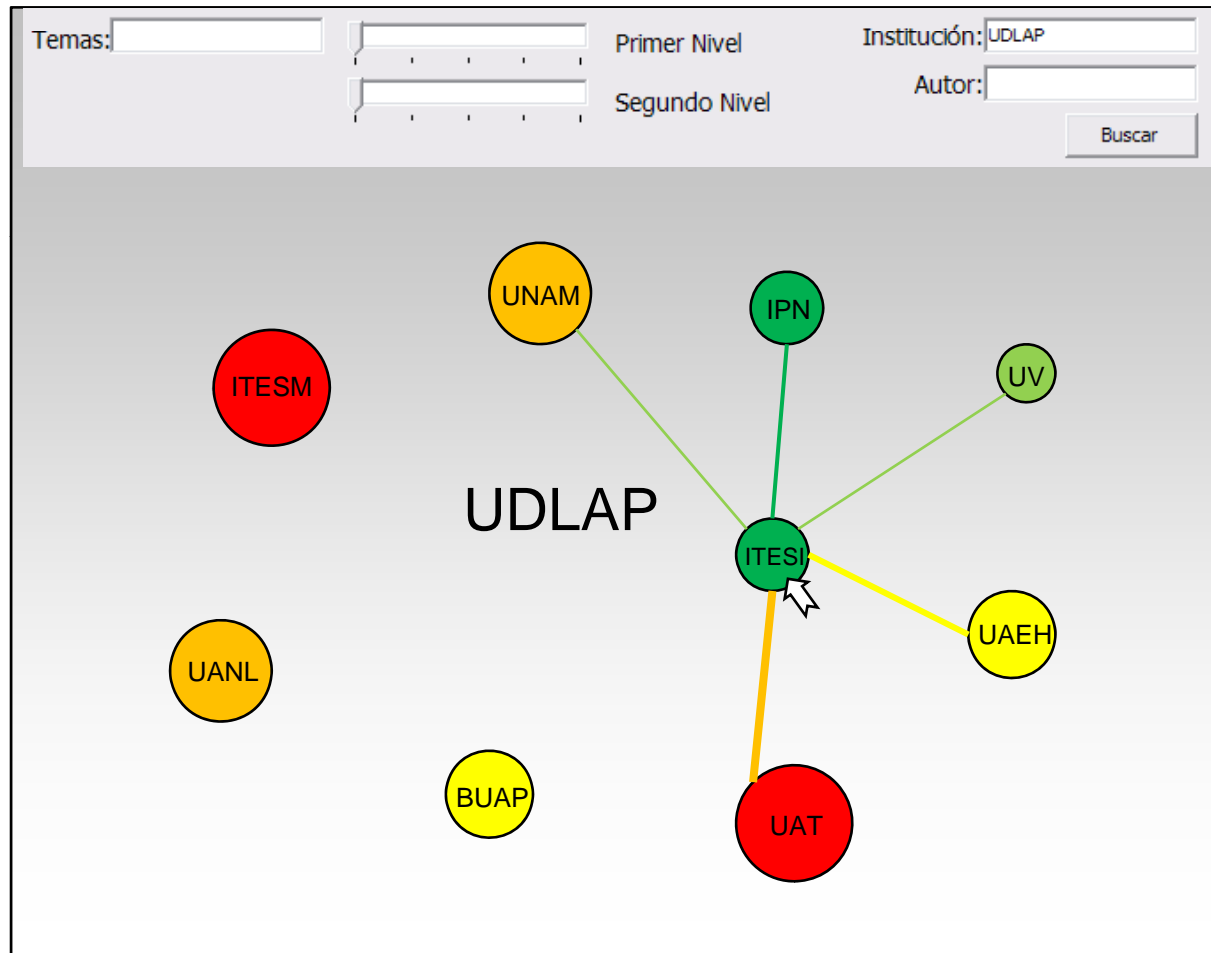 Temas:
Primer Nivel
Institución: UDLAP
Segundo Nivel
Autor:
Buscar
UNAM
IPN
UV
ITESM
UDLAP
ITESI
UAEH
UANL
BUAP
UAT